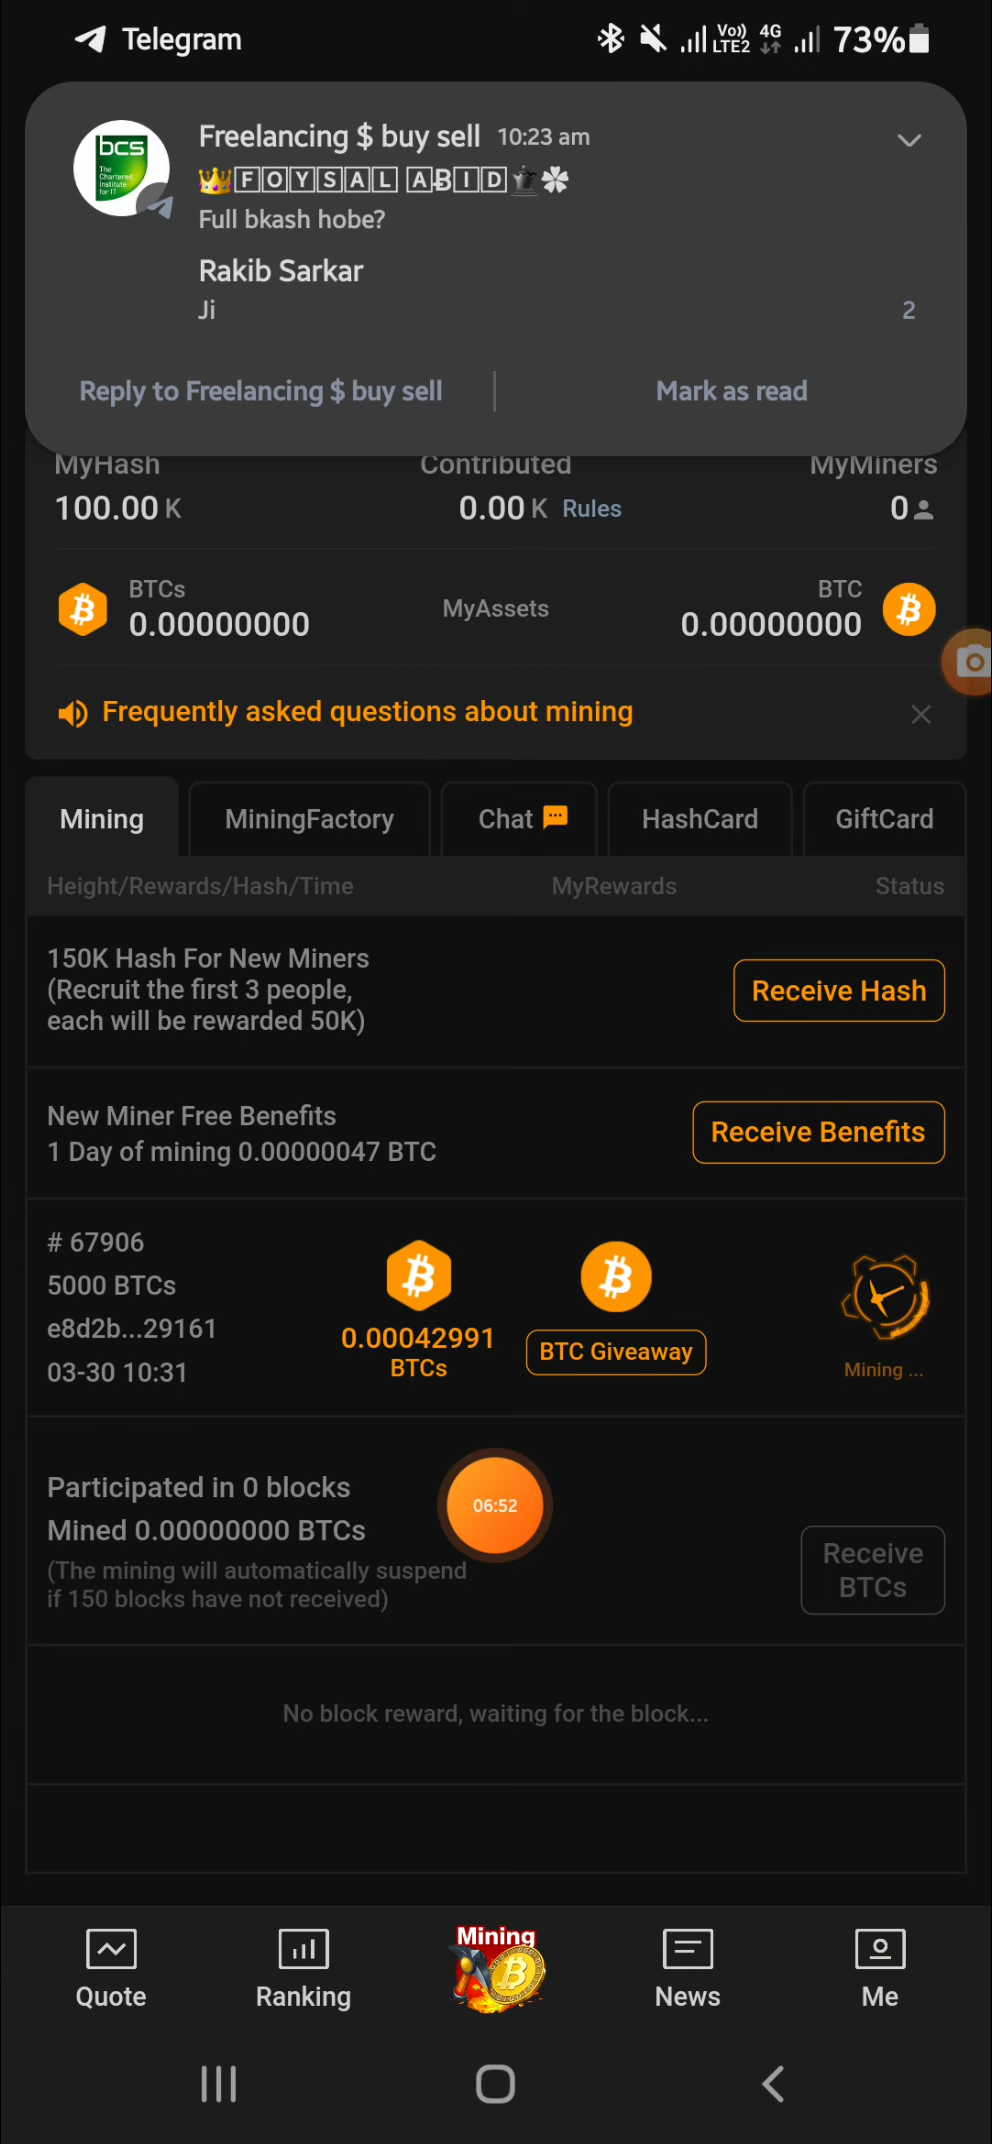 Telegram
Vo)) LTE2 4G 73%
bcs
The Chartered Institute for IT
Freelancing $ buy sell 10:23 am
👑🄵🄾🅈🅂🄰🄻 🄰🄱🄸🄳
Full bkash hobe?
Rakib Sarkar
Ji 2
Reply to Freelancing $ buy sell Mark as read
MyHash Contributed MyMiners
100.00 K 0.00 K Rules 0
BTCs BTC
0.00000000 MyAssets 0.00000000
Frequently asked questions about mining
Mining MiningFactory Chat HashCard GiftCard
Height/Rewards/Hash/Time MyRewards Status
150K Hash For New Miners
(Recruit the first 3 people,
each will be rewarded 50K)
Receive Hash
New Miner Free Benefits
1 Day of mining 0.00000047 BTC
Receive Benefits
# 67906
5000 BTCs
e8d2b...29161
03-30 10:31
0.00042991
BTCs
BTC Giveaway
Mining ...
Participated in 0 blocks
Mined 0.00000000 BTCs
(The mining will automatically suspend
if 150 blocks have not received)
06:52
Receive
BTCs
No block reward, waiting for the block...
Mining
Quote Ranking News Me